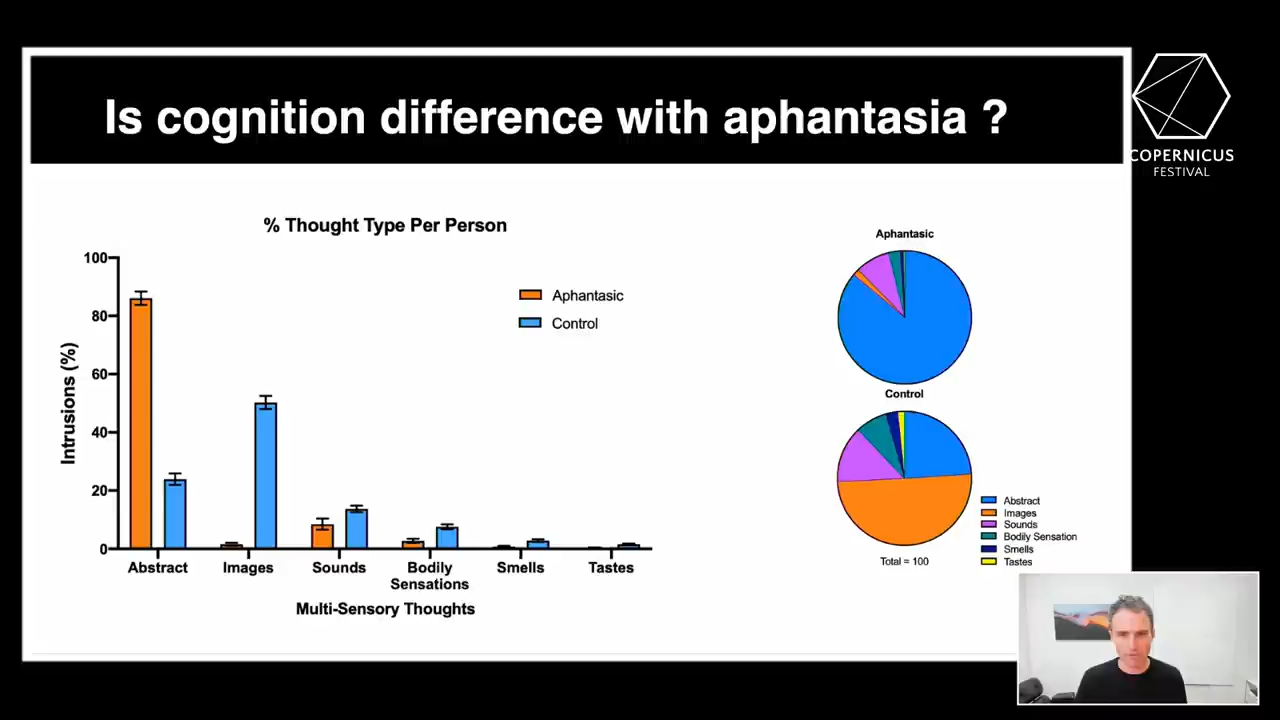 Is cognition difference with aphantasia ?
COPERNICUS
FESTIVAL
% Thought Type Per Person
100
80
60
40
20
0
Intrusions (%)
Aphantasic
Control
Abstract
Images
Sounds
Bodily
Sensations
Smells
Tastes
Multi-Sensory Thoughts
Aphantasic
Control
Total = 100
Abstract
Images
Sounds
Bodily Sensation
Smells
Tastes